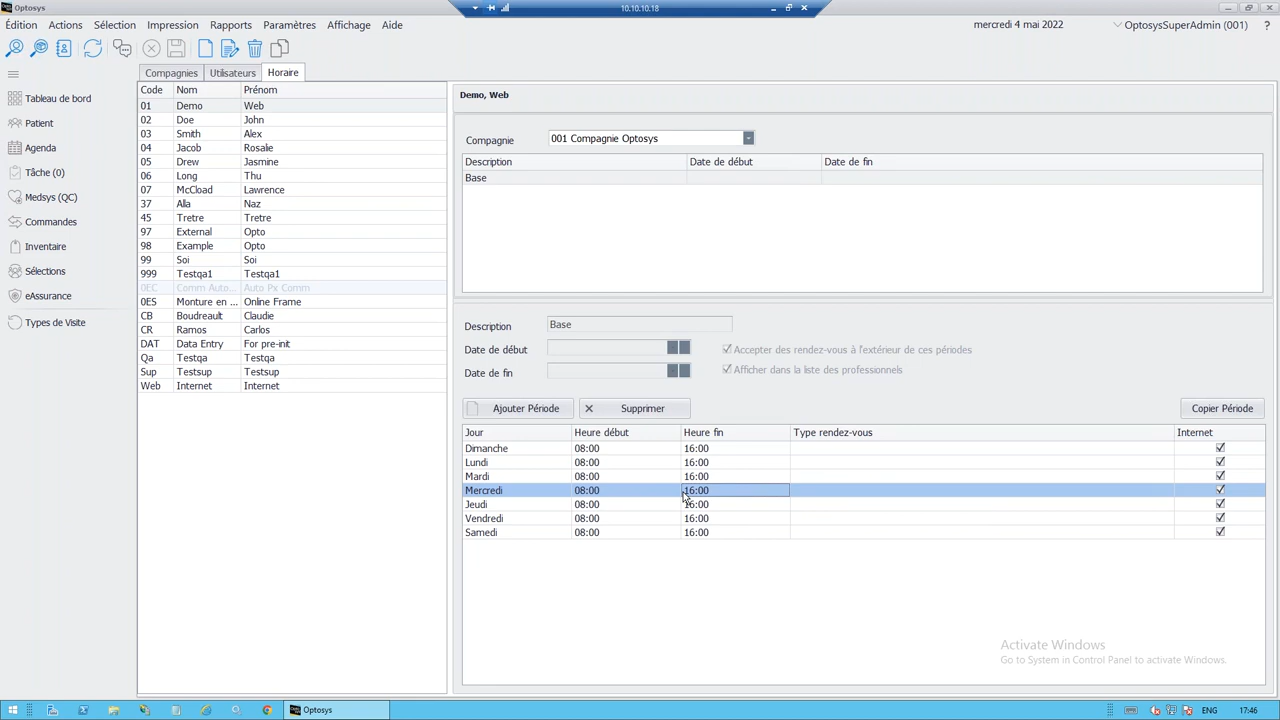 Optosys
10.10.10.18
Édition Actions Sélection Impression Rapports Paramètres Affichage Aide
mercredi 4 mai 2022
OptosysSuperAdmin (001) ?
Compagnies Utilisateurs Horaire
Tableau de bord
Patient
Agenda
Tâche (0)
Medsys (QC)
Commandes
Inventaire
Sélections
eAssurance
Types de Visite
Code Nom Prénom
01 Demo Web
02 Doe John
03 Smith Alex
04 Jacob Rosalie
05 Drew Jasmine
06 Long Thu
07 McCload Lawrence
37 Alla Naz
45 Tretre Tretre
97 External Opto
98 Example Opto
99 Soi Soi
999 Testqa1 Testqa1
0EC Comm Auto... Auto Px Comm
0ES Monture en ... Online Frame
CB Boudreault Claudie
CR Ramos Carlos
DAT Data Entry For pre-init
Qa Testqa Testqa
Sup Testsup Testsup
Web Internet Internet
Demo, Web
Compagnie 001 Compagnie Optosys
Description Date de début Date de fin
Base
Description Base
Date de début
Accepter des rendez-vous à l'extérieur de ces périodes
Date de fin
Afficher dans la liste des professionnels
Ajouter Période Supprimer Copier Période
Jour Heure début Heure fin Type rendez-vous Internet
Dimanche 08:00 16:00
Lundi 08:00 16:00
Mardi 08:00 16:00
Mercredi 08:00 16:00
Jeudi 08:00 16:00
Vendredi 08:00 16:00
Samedi 08:00 16:00
Activate Windows
Go to System in Control Panel to activate Windows.
Optosys
ENG 17:46